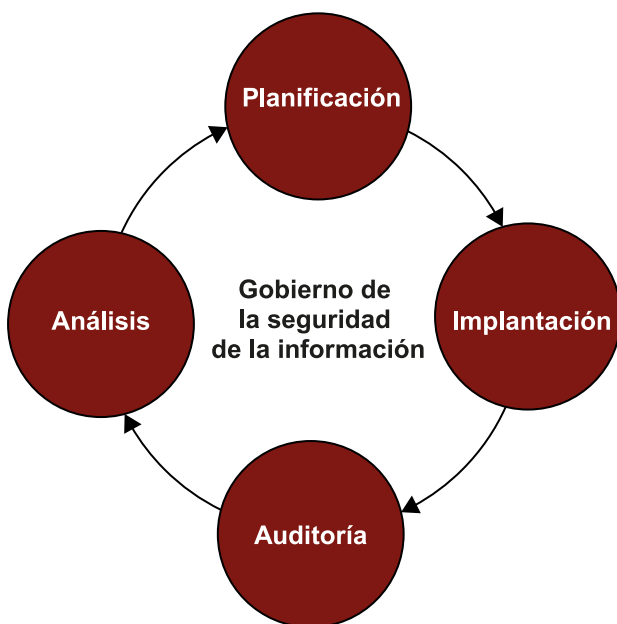 Planificación
Análisis
Gobierno de
la seguridad
de la información
Implantación
Auditoría